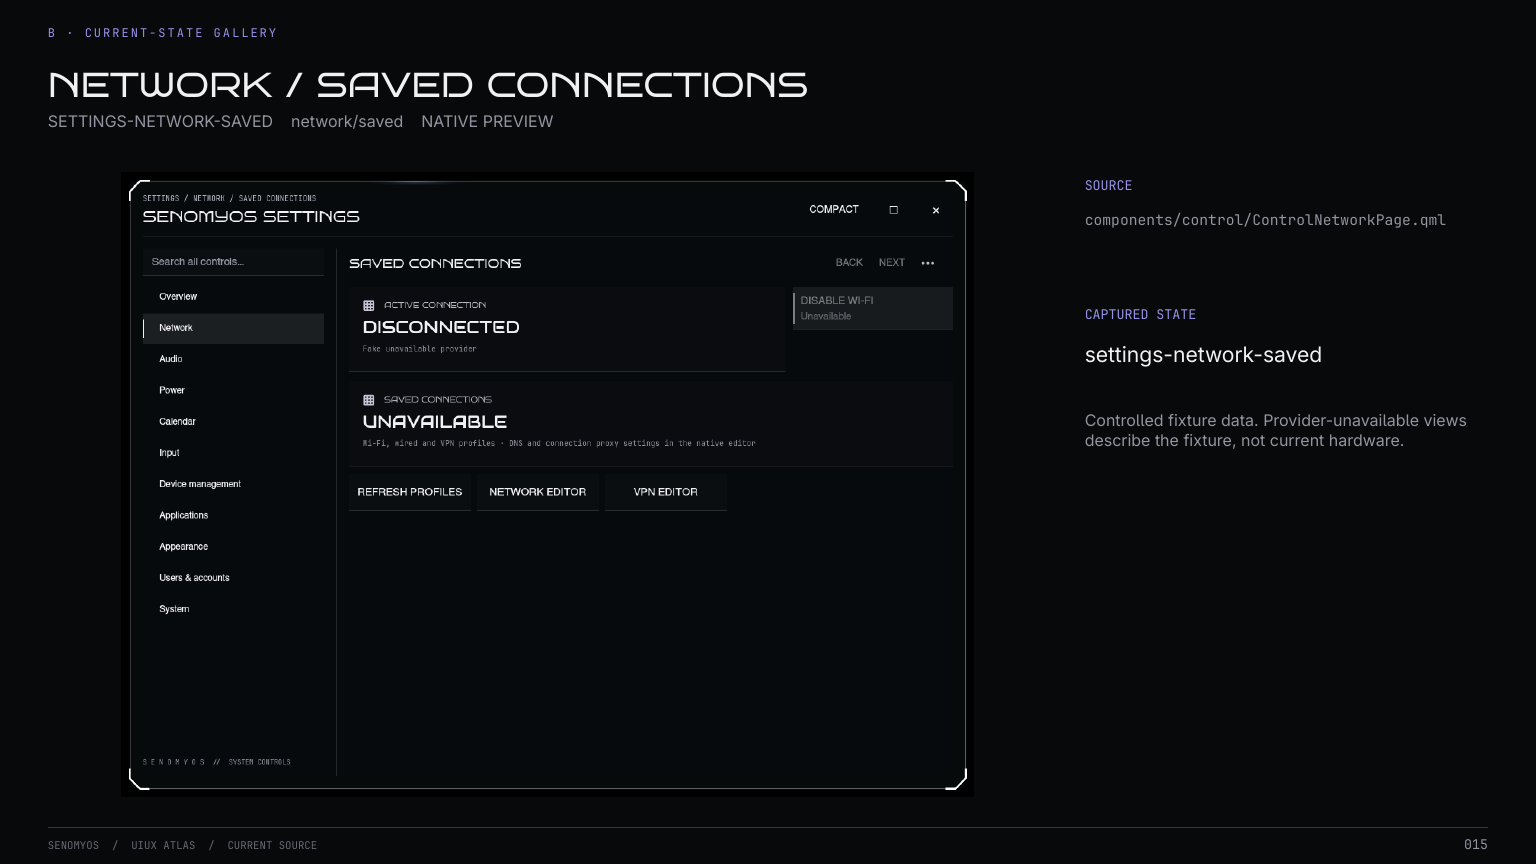 B · CURRENT-STATE GALLERY
NETWORK / SAVED CONNECTIONS
SETTINGS-NETWORK-SAVED network/saved NATIVE PREVIEW
SETTINGS / NETWORK / SAVED CONNECTIONS
SENOMYOS SETTINGS
COMPACT
Search all controls...
Overview
Network
Audio
Power
Calendar
Input
Device management
Applications
Appearance
Users & accounts
System
SENOMYOS // SYSTEM CONTROLS
SAVED CONNECTIONS
BACK NEXT
ACTIVE CONNECTION
DISCONNECTED
Fake unavailable provider
DISABLE WI-FI
Unavailable
SAVED CONNECTIONS
UNAVAILABLE
Wi-Fi, wired and VPN profiles · DNS and connection proxy settings in the native editor
REFRESH PROFILES NETWORK EDITOR VPN EDITOR
SOURCE
components/control/ControlNetworkPage.qml
CAPTURED STATE
settings-network-saved
Controlled fixture data. Provider-unavailable views
describe the fixture, not current hardware.
SENOMYOS / UIUX ATLAS / CURRENT SOURCE
015